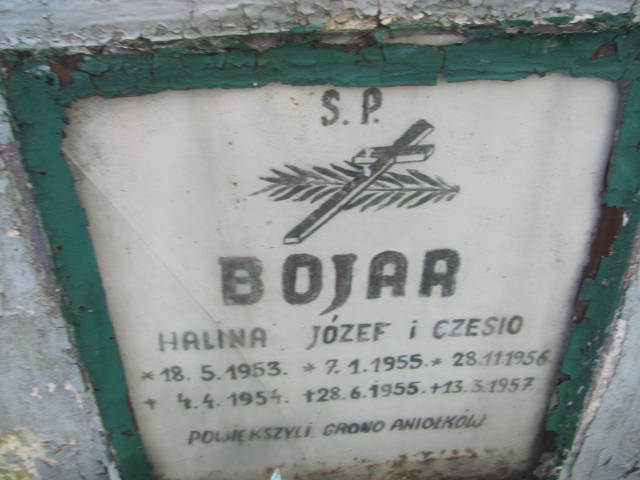 S. P.
BOJAR
HALINA JÓZEF i CZESIO
* 18. 5. 1953. * 7. 1. 1955. * 28.11 1956
+ 4. 4. 1954. +28. 6. 1955. +13. 3. 1957
POWIĘKSZYLI GRONO ANIOŁKÓW